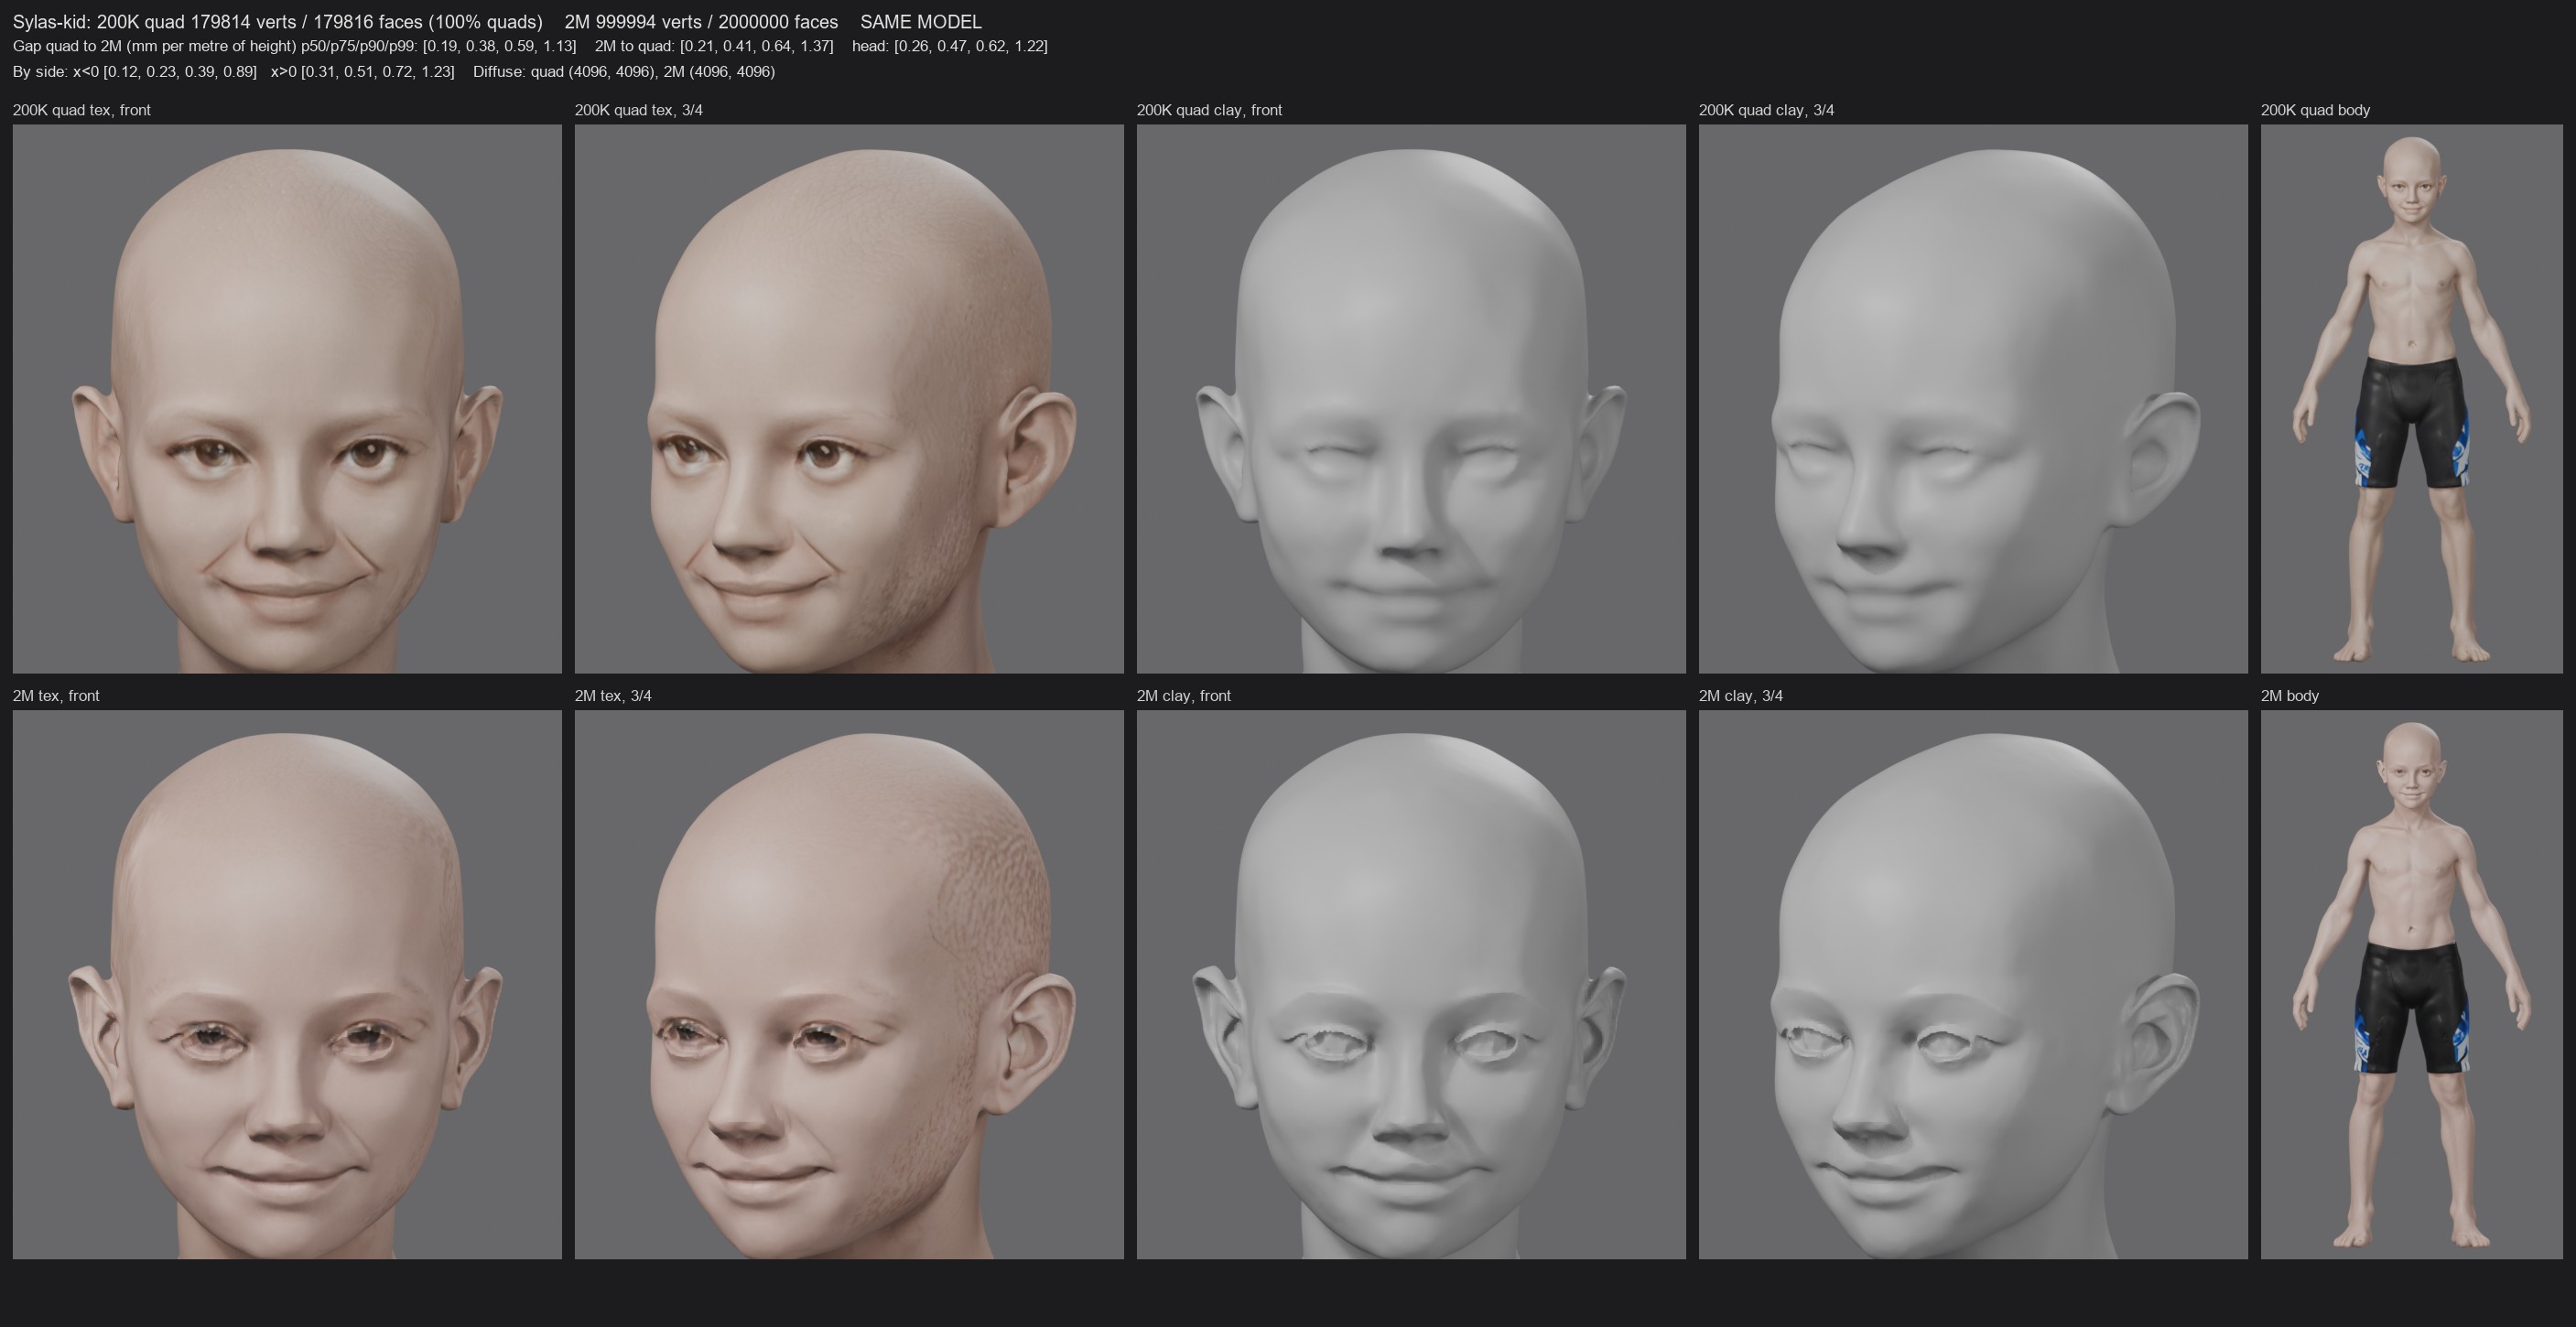 Sylas-kid: 200K quad 179814 verts / 179816 faces (100% quads)    2M 999994 verts / 2000000 faces    SAME MODEL
Gap quad to 2M (mm per metre of height) p50/p75/p90/p99: [0.19, 0.38, 0.59, 1.13]    2M to quad: [0.21, 0.41, 0.64, 1.37]    head: [0.26, 0.47, 0.62, 1.22]
By side: x<0 [0.12, 0.23, 0.39, 0.89]   x>0 [0.31, 0.51, 0.72, 1.23]    Diffuse: quad (4096, 4096), 2M (4096, 4096)
200K quad tex, front
200K quad tex, 3/4
200K quad clay, front
200K quad clay, 3/4
200K quad body
2M tex, front
2M tex, 3/4
2M clay, front
2M clay, 3/4
2M body